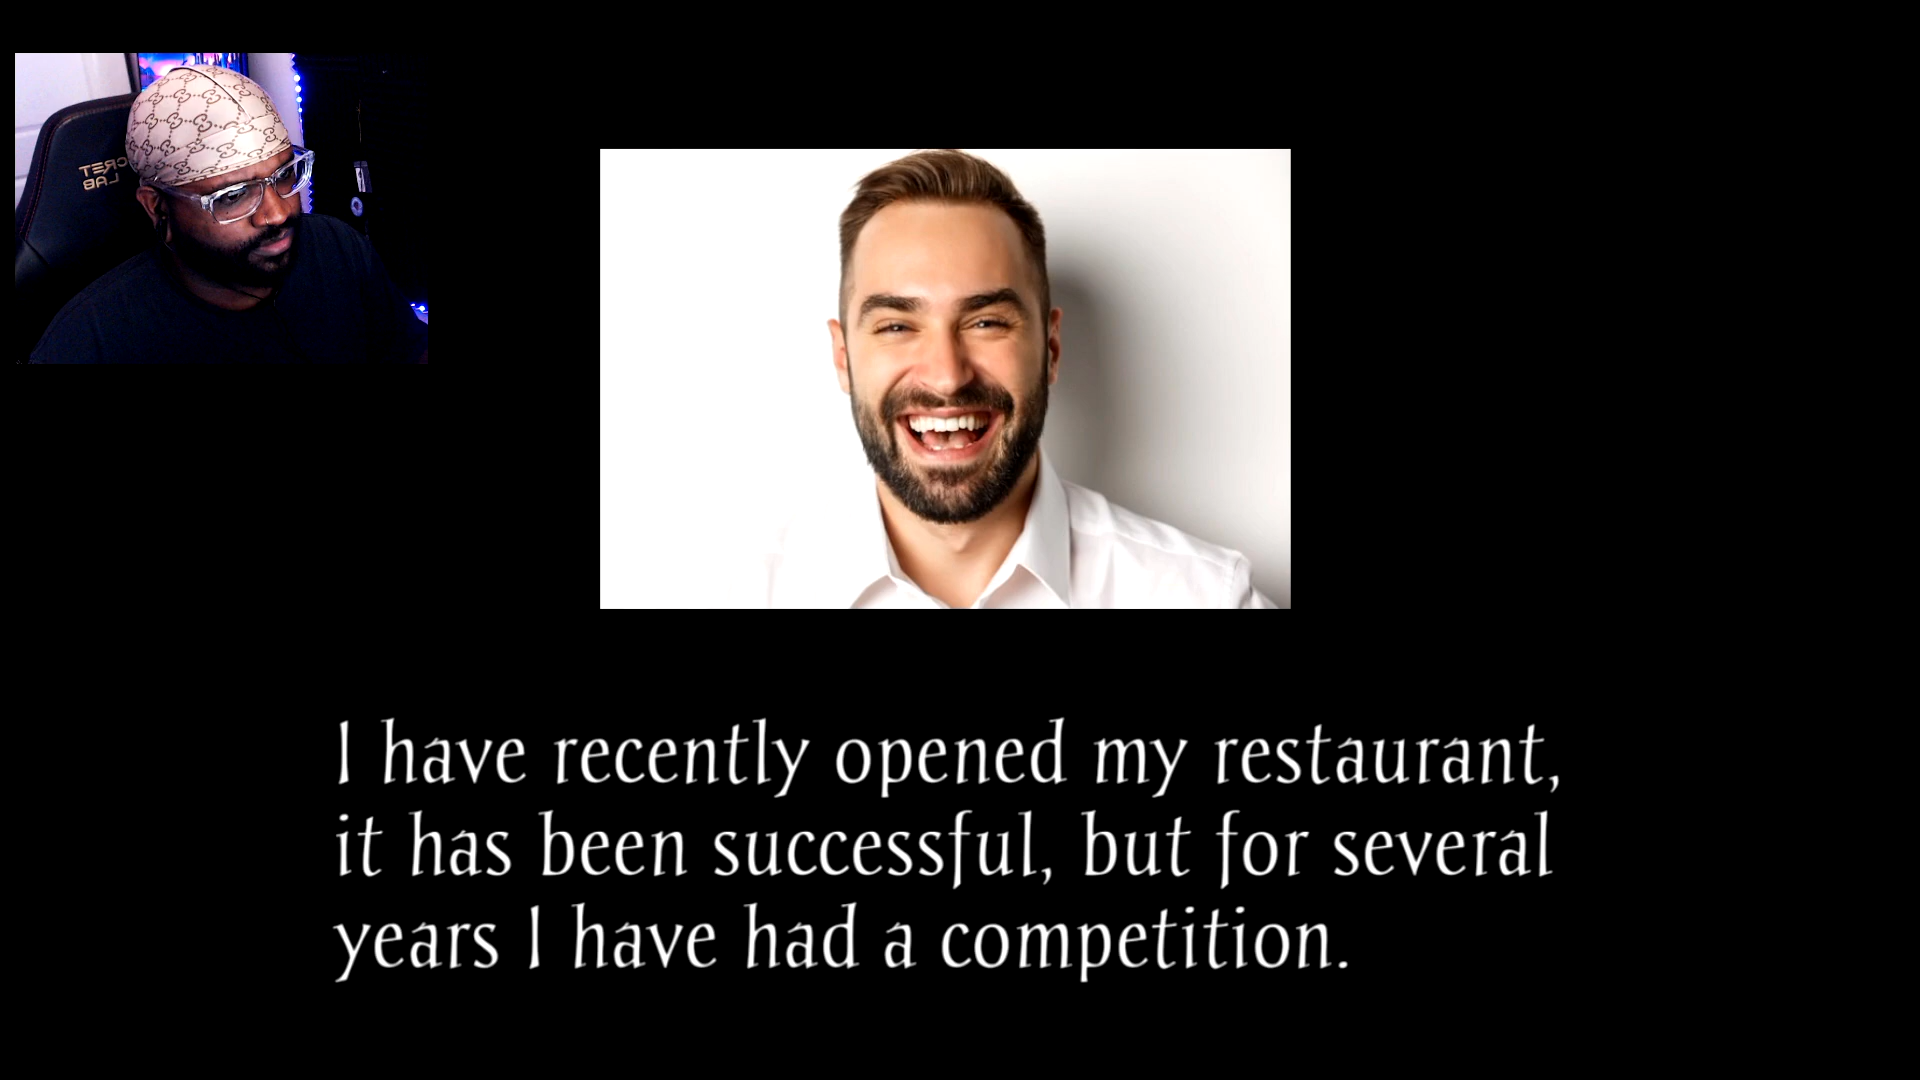 I have recently opened my restaurant,
it has been successful, but for several
years I have had a competition.